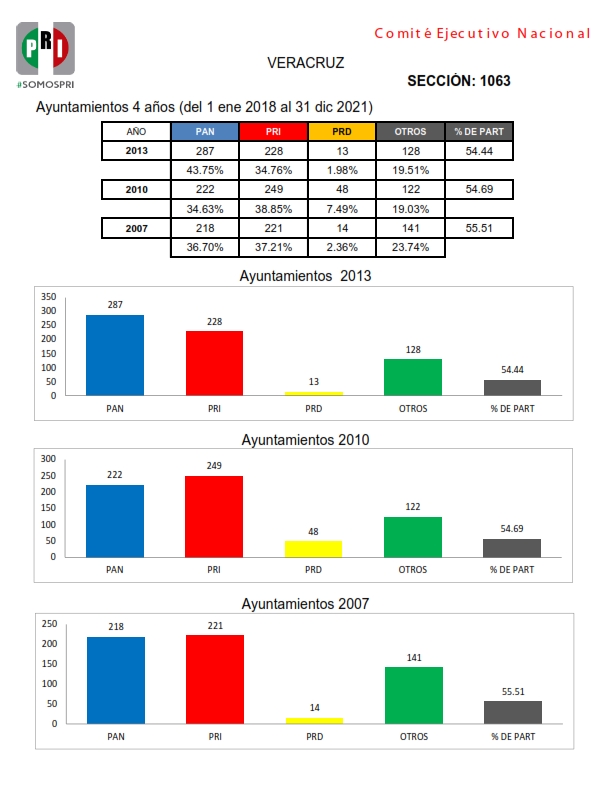 Comité Ejecutivo Nacional
PRI
#SOMOSPRI
VERACRUZ
SECCIÓN: 1063
Ayuntamientos 4 años (del 1 ene 2018 al 31 dic 2021)
AÑO PAN PRI PRD OTROS % DE PART
2013 287 228 13 128 54.44
43.75% 34.76% 1.98% 19.51%
2010 222 249 48 122 54.69
34.63% 38.85% 7.49% 19.03%
2007 218 221 14 141 55.51
36.70% 37.21% 2.36% 23.74%
Ayuntamientos 2013
350
300
250
200
150
100
50
0
287
228
13
128
54.44
PAN PRI PRD OTROS % DE PART
Ayuntamientos 2010
300
250
200
150
100
50
0
222
249
48
122
54.69
PAN PRI PRD OTROS % DE PART
Ayuntamientos 2007
250
200
150
100
50
0
218
221
14
141
55.51
PAN PRI PRD OTROS % DE PART